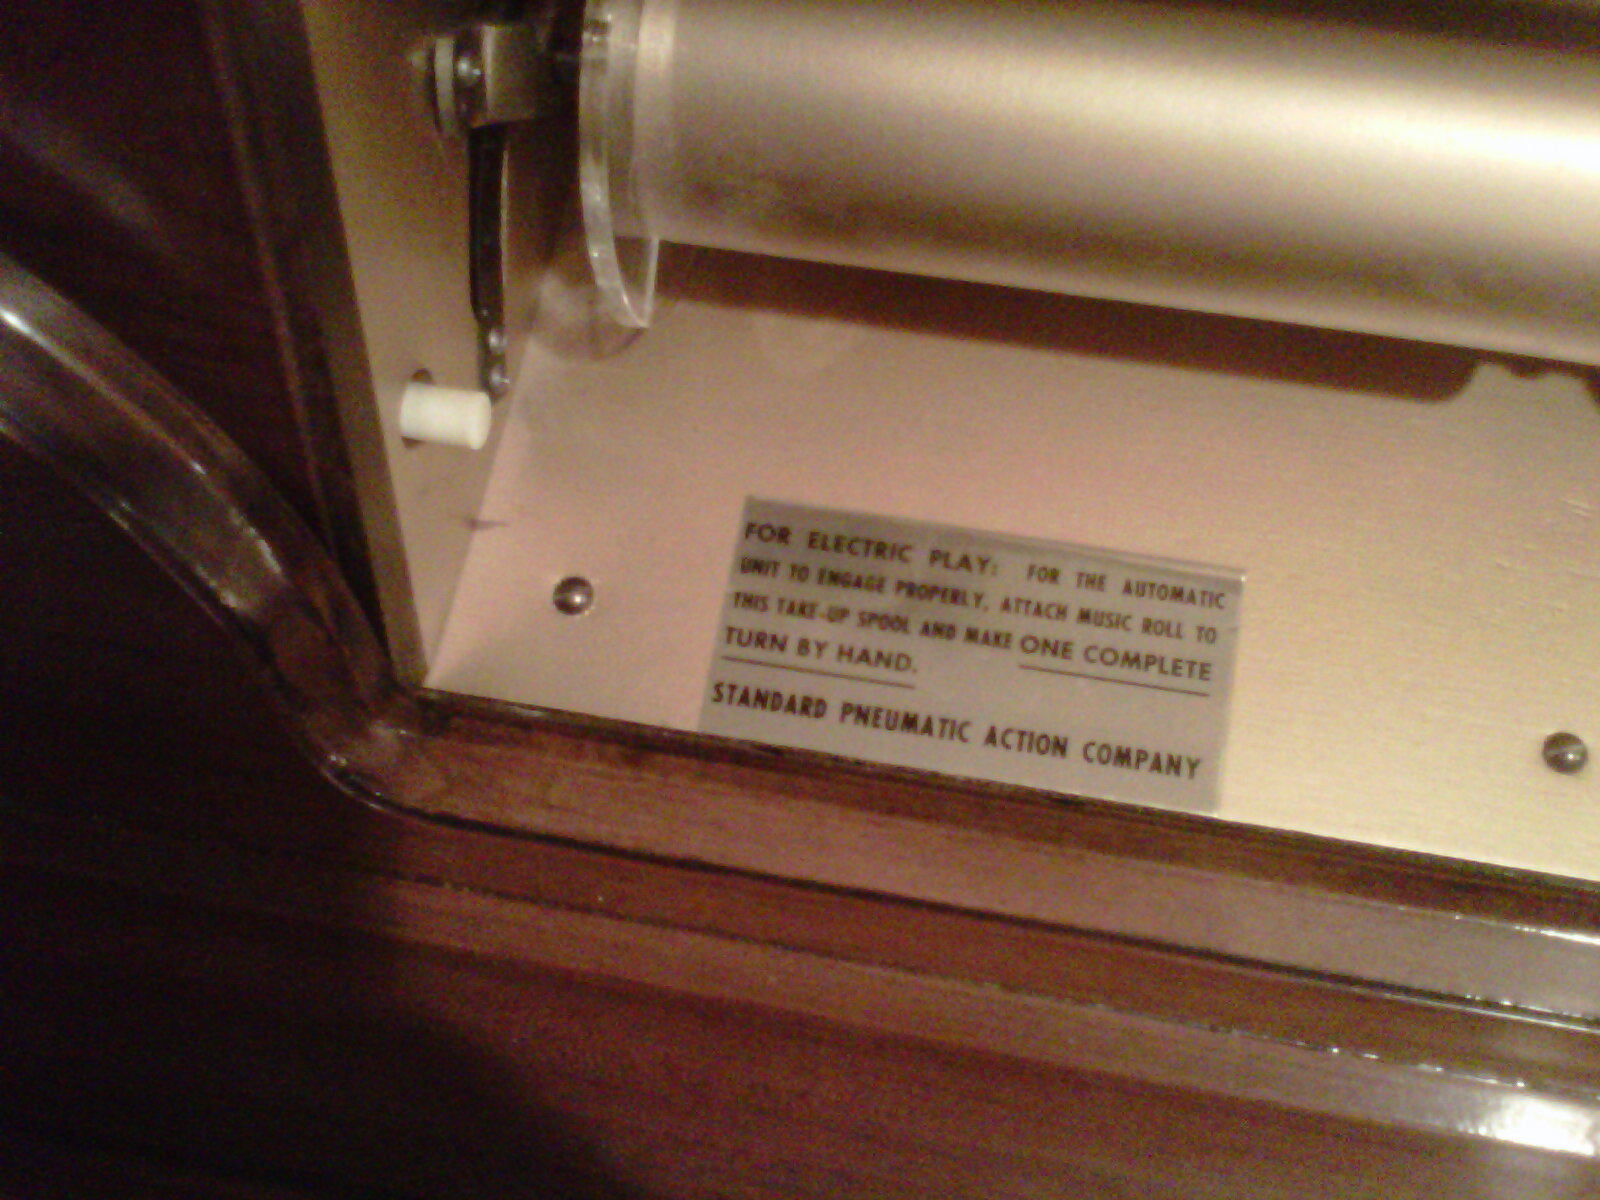 FOR ELECTRIC PLAY: FOR THE AUTOMATIC
UNIT TO ENGAGE PROPERLY, ATTACH MUSIC ROLL TO
THIS TAKE-UP SPOOL AND MAKE ONE COMPLETE
TURN BY HAND.
STANDARD PNEUMATIC ACTION COMPANY